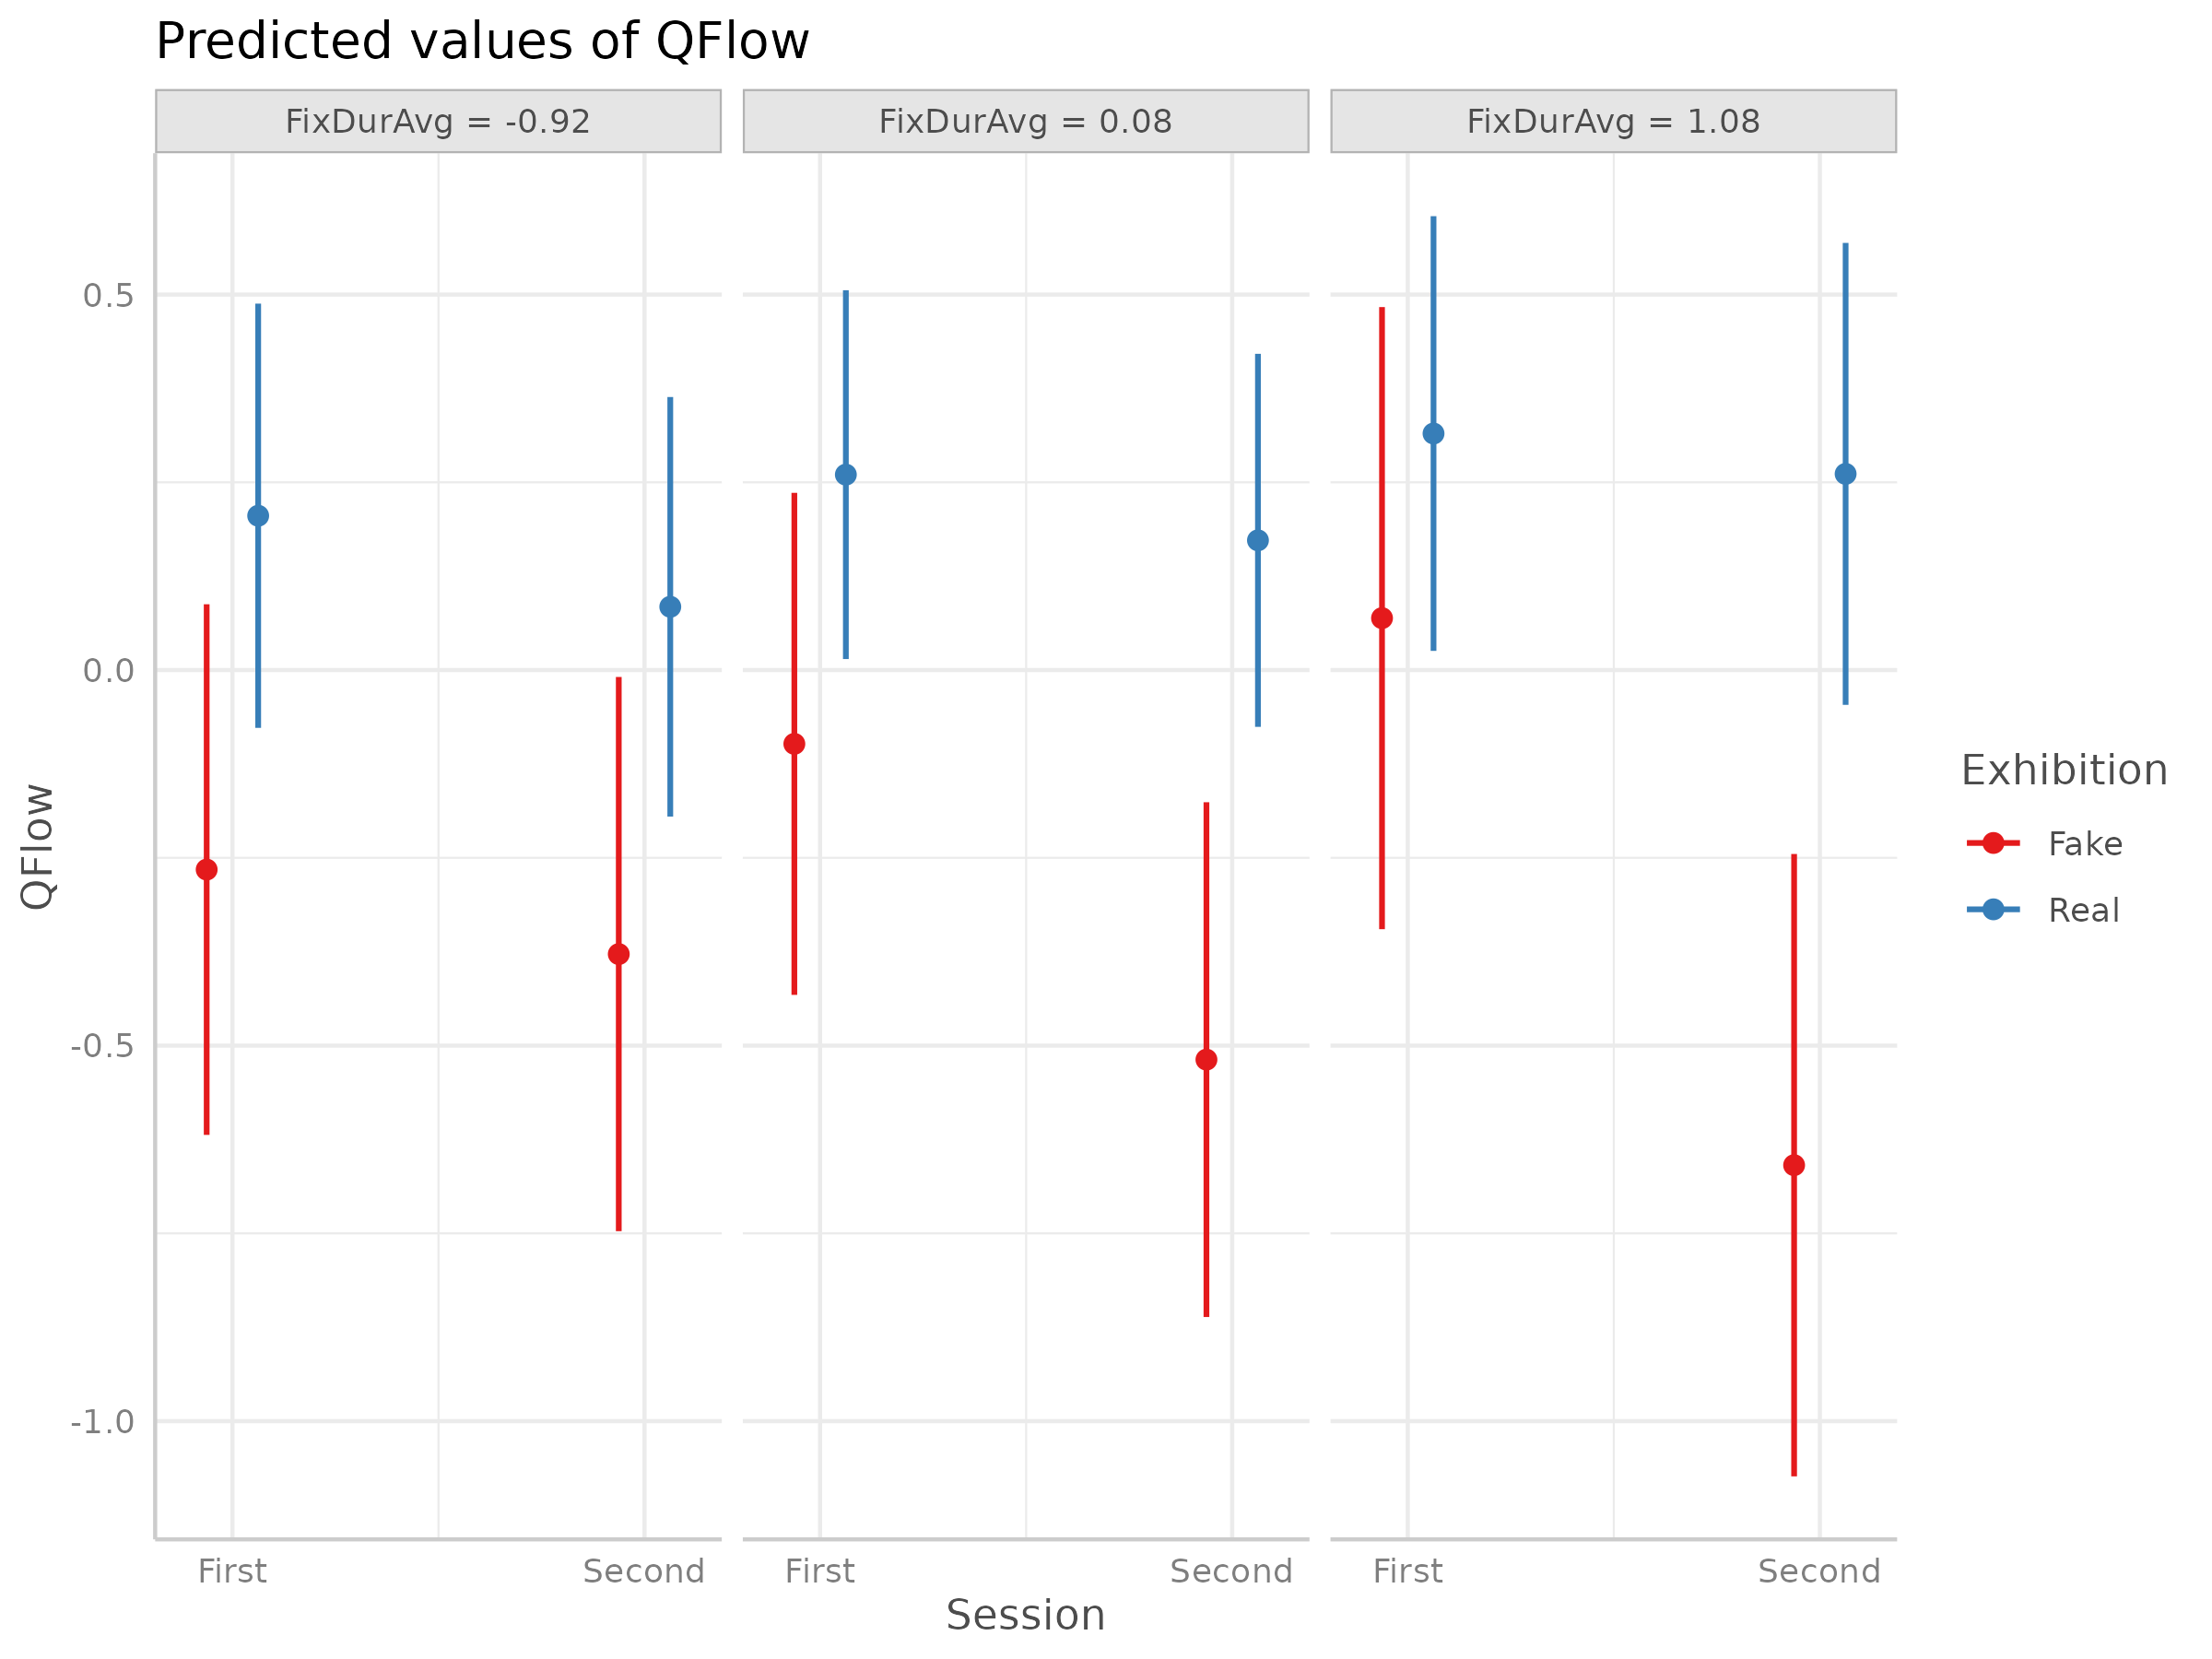 Predicted values of QFlow
FixDurAvg = -0.92
FixDurAvg = 0.08
FixDurAvg = 1.08
0.5
0.0
-0.5
-1.0
QFlow
First
Second
First
Second
First
Second
Session
Exhibition
Fake
Real